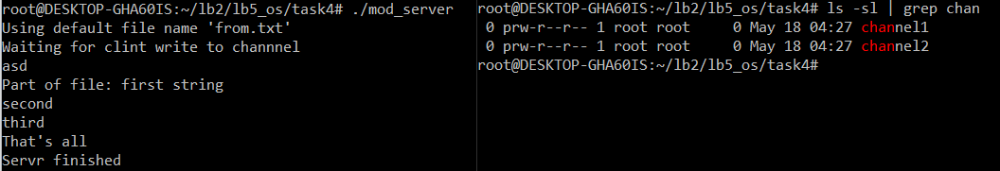 root@DESKTOP-GHA60IS:~/lb2/lb5_os/task4# ./mod_server
Using default file name 'from.txt'
Waiting for clint write to channnel
asd
Part of file: first string
second
third
That's all
Servr finished
root@DESKTOP-GHA60IS:~/lb2/lb5_os/task4# ls -sl | grep chan
0 prw-r--r-- 1 root root 0 May 18 04:27 channel1
0 prw-r--r-- 1 root root 0 May 18 04:27 channel2
root@DESKTOP-GHA60IS:~/lb2/lb5_os/task4#